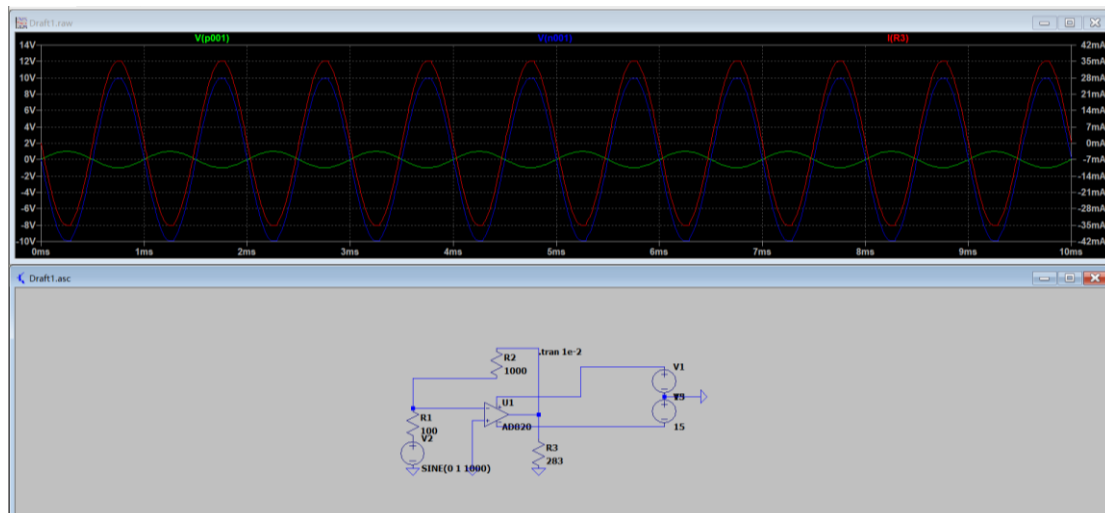 Draft1.raw
V(p001) V(n001) I(R3)
14V 42mA
12V 35mA
10V 28mA
8V 21mA
6V 14mA
4V 7mA
2V 0mA
0V -7mA
-2V -14mA
-4V -21mA
-6V -28mA
-8V -35mA
-10V -42mA
0ms 1ms 2ms 3ms 4ms 5ms 6ms 7ms 8ms 9ms 10ms
Draft1.asc
R2 .tran 1e-2
1000
V1
U1
R1
100
AD820
15
V2
R3
283
SINE(0 1 1000)